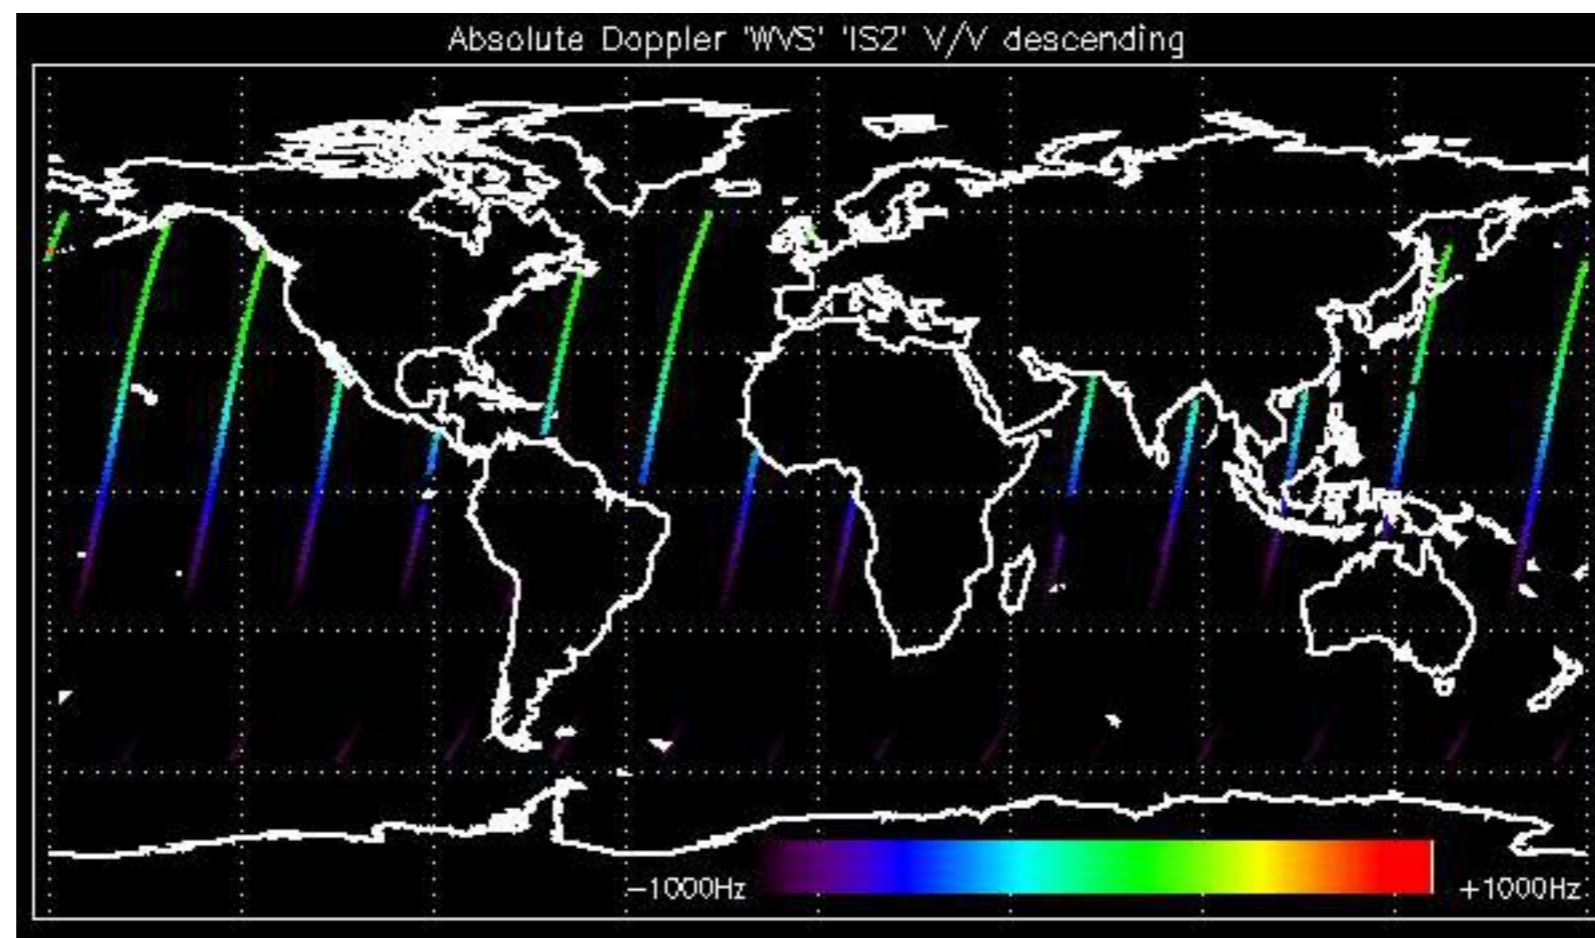 Absolute Doppler 'WVS' 'IS2' V/V descending
−1000Hz
+1000Hz